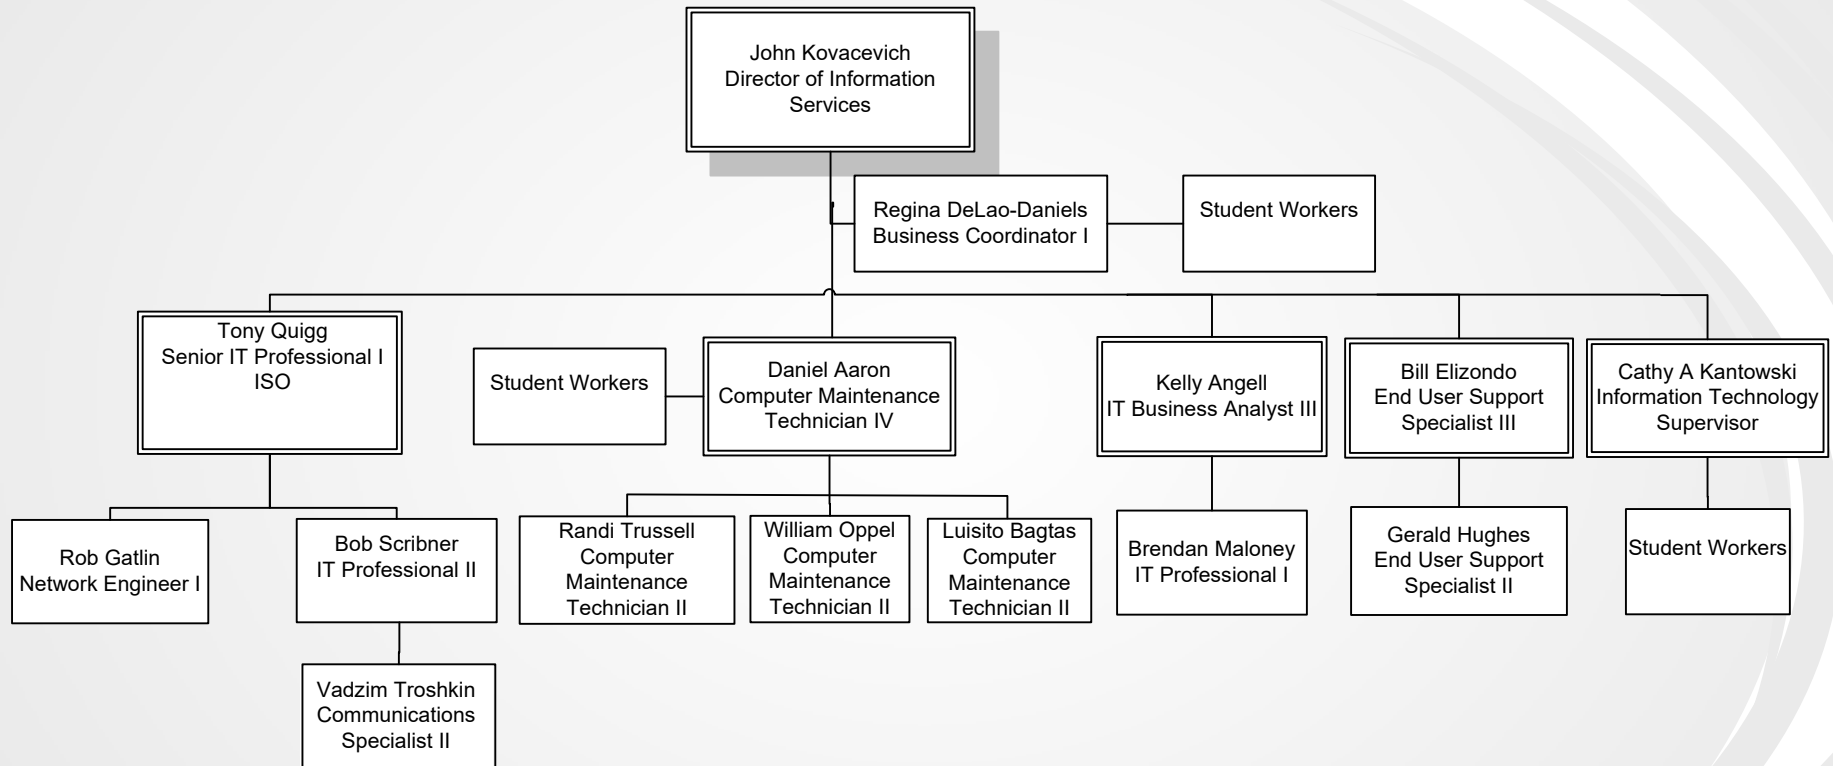 John Kovacevich
Director of Information
Services
Regina DeLao-Daniels
Business Coordinator I
Student Workers
Tony Quigg
Senior IT Professional I
ISO
Student Workers
Daniel Aaron
Computer Maintenance
Technician IV
Kelly Angell
IT Business Analyst III
Bill Elizondo
End User Support
Specialist III
Cathy A Kantowski
Information Technology
Supervisor
Rob Gatlin
Network Engineer I
Bob Scribner
IT Professional II
Randi Trussell
Computer
Maintenance
Technician II
William Oppel
Computer
Maintenance
Technician II
Luisito Bagtas
Computer
Maintenance
Technician II
Brendan Maloney
IT Professional I
Gerald Hughes
End User Support
Specialist II
Student Workers
Vadzim Troshkin
Communications
Specialist II